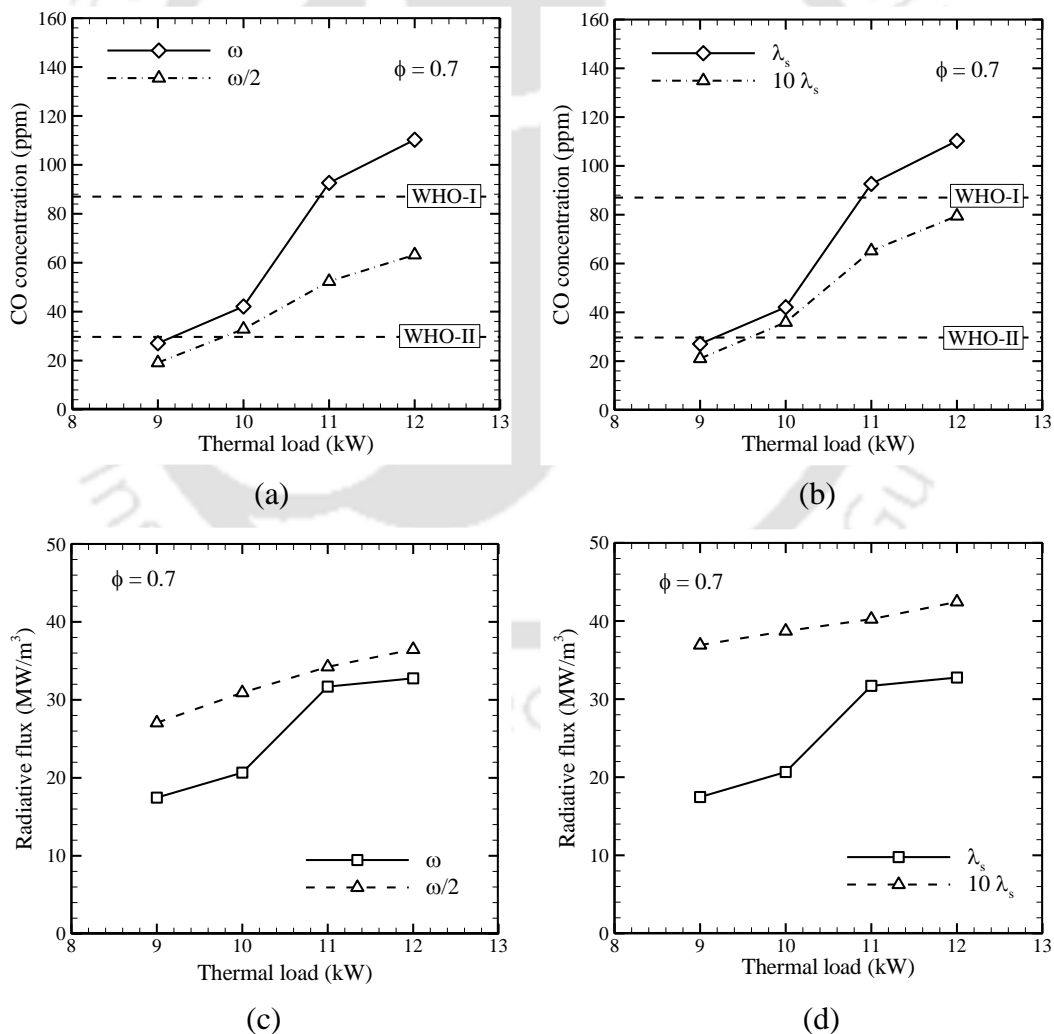 160
140
120
100
80
60
40
20
0
CO concentration (ppm)
ω
ω/2
ϕ = 0.7
WHO-I
WHO-II
8 9 10 11 12 13
Thermal load (kW)
(a)
160
140
120
100
80
60
40
20
0
CO concentration (ppm)
λs
10 λs
ϕ = 0.7
WHO-I
WHO-II
8 9 10 11 12 13
Thermal load (kW)
(b)
50
40
30
20
10
0
Radiative flux (MW/m³)
ϕ = 0.7
ω
ω/2
8 9 10 11 12 13
Thermal load (kW)
(c)
50
40
30
20
10
0
Radiative flux (MW/m³)
ϕ = 0.7
λs
10 λs
8 9 10 11 12 13
Thermal load (kW)
(d)